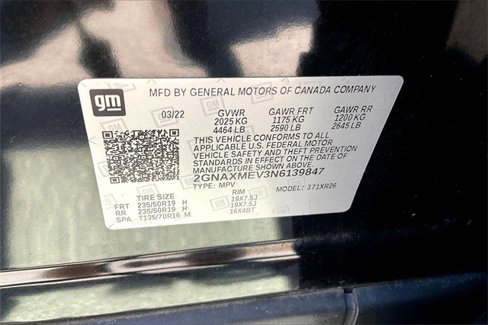 gm
MFD BY GENERAL MOTORS OF CANADA COMPANY
03/22 GVWR GAWR FRT GAWR RR
2025 KG 1175 KG 1200 KG
4464 LB 2590 LB 2645 LB
THIS VEHICLE CONFORMS TO ALL
APPLICABLE U.S. FEDERAL MOTOR
VEHICLE SAFETY AND THEFT PREVENTION
STANDARDS IN EFFECT ON THE DATE OF
MANUFACTURE SHOWN ABOVE.
2GNAXMEV3N6139847
TYPE: MPV MODEL: 371XR26
TIRE SIZE RIM
FRT 235/50R19 H 19X7.5J
RR 235/50R19 H 19X7.5J
SPA T135/70R16 M 16X4BT